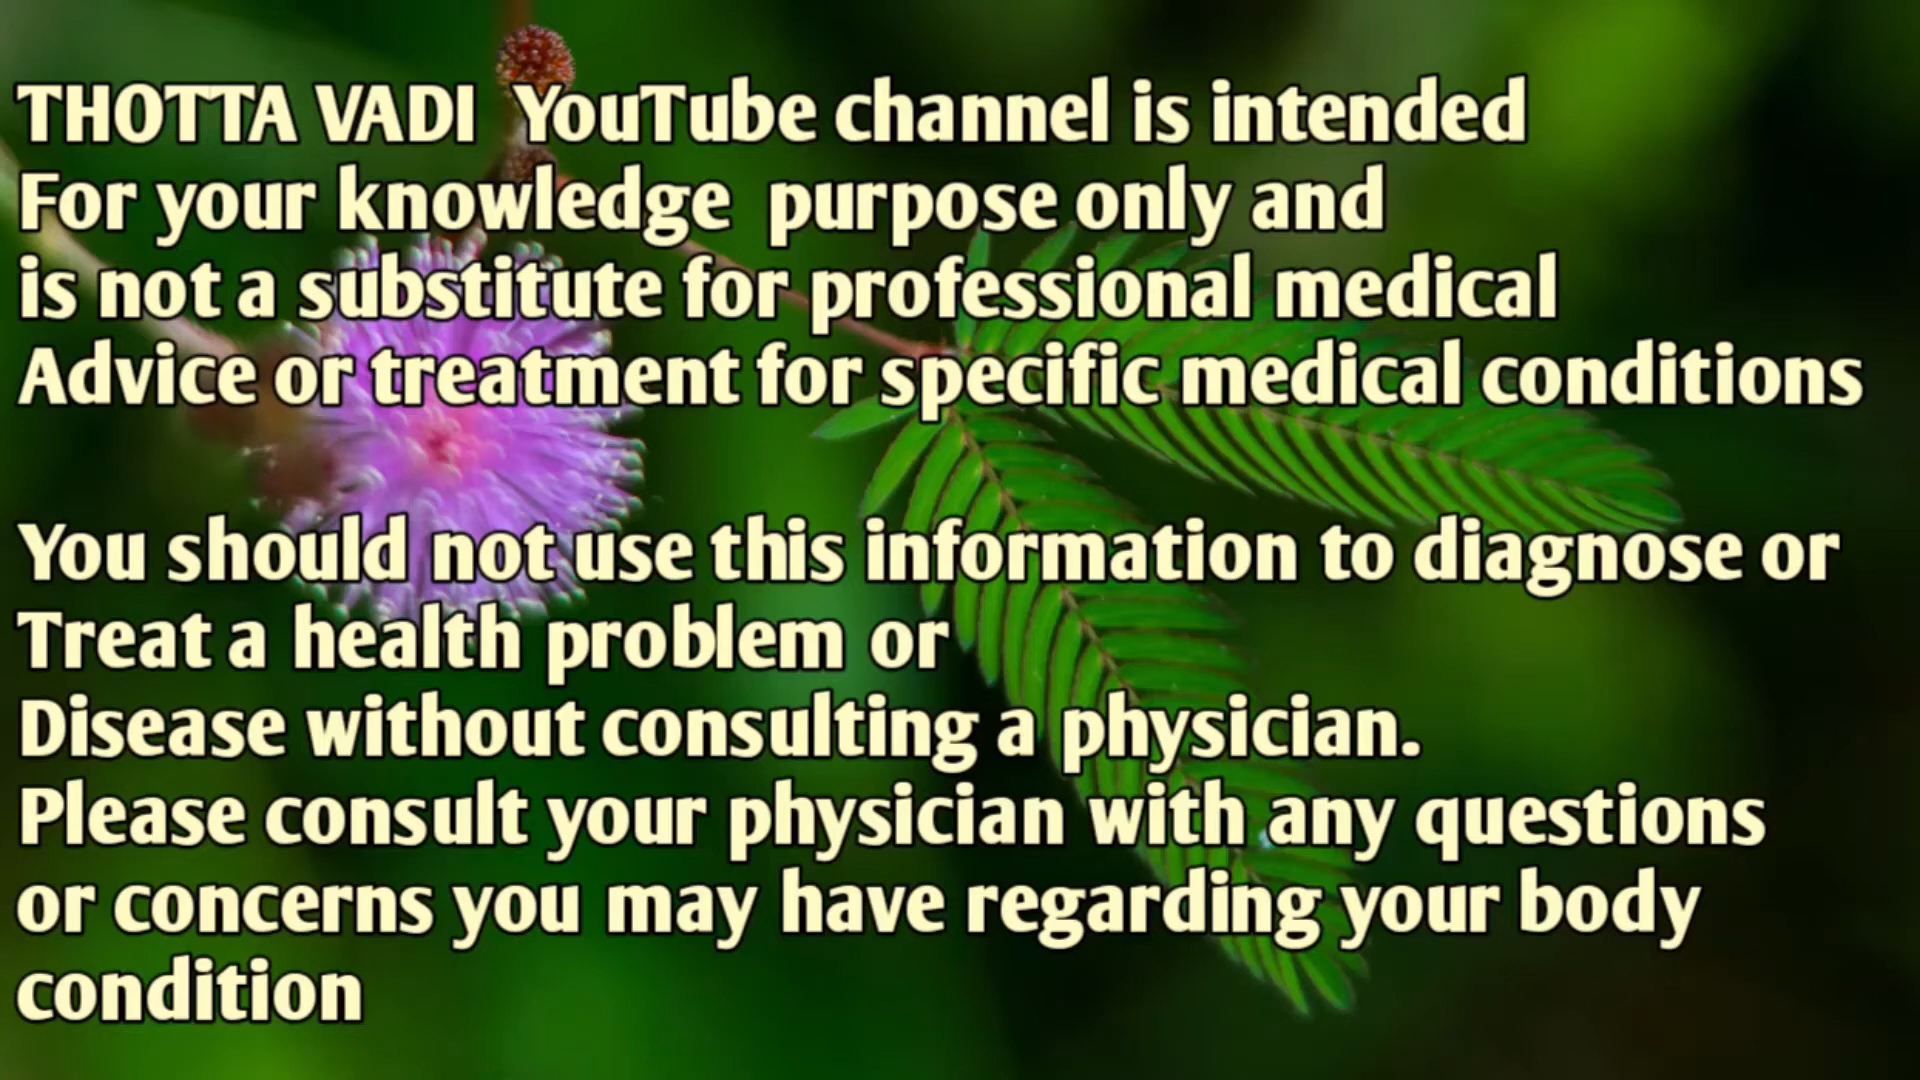 THOTTA VADI YouTube channel is intended
For your knowledge purpose only and
is not a substitute for professional medical
Advice or treatment for specific medical conditions
You should not use this information to diagnose or
Treat a health problem or
Disease without consulting a physician.
Please consult your physician with any questions
or concerns you may have regarding your body
condition